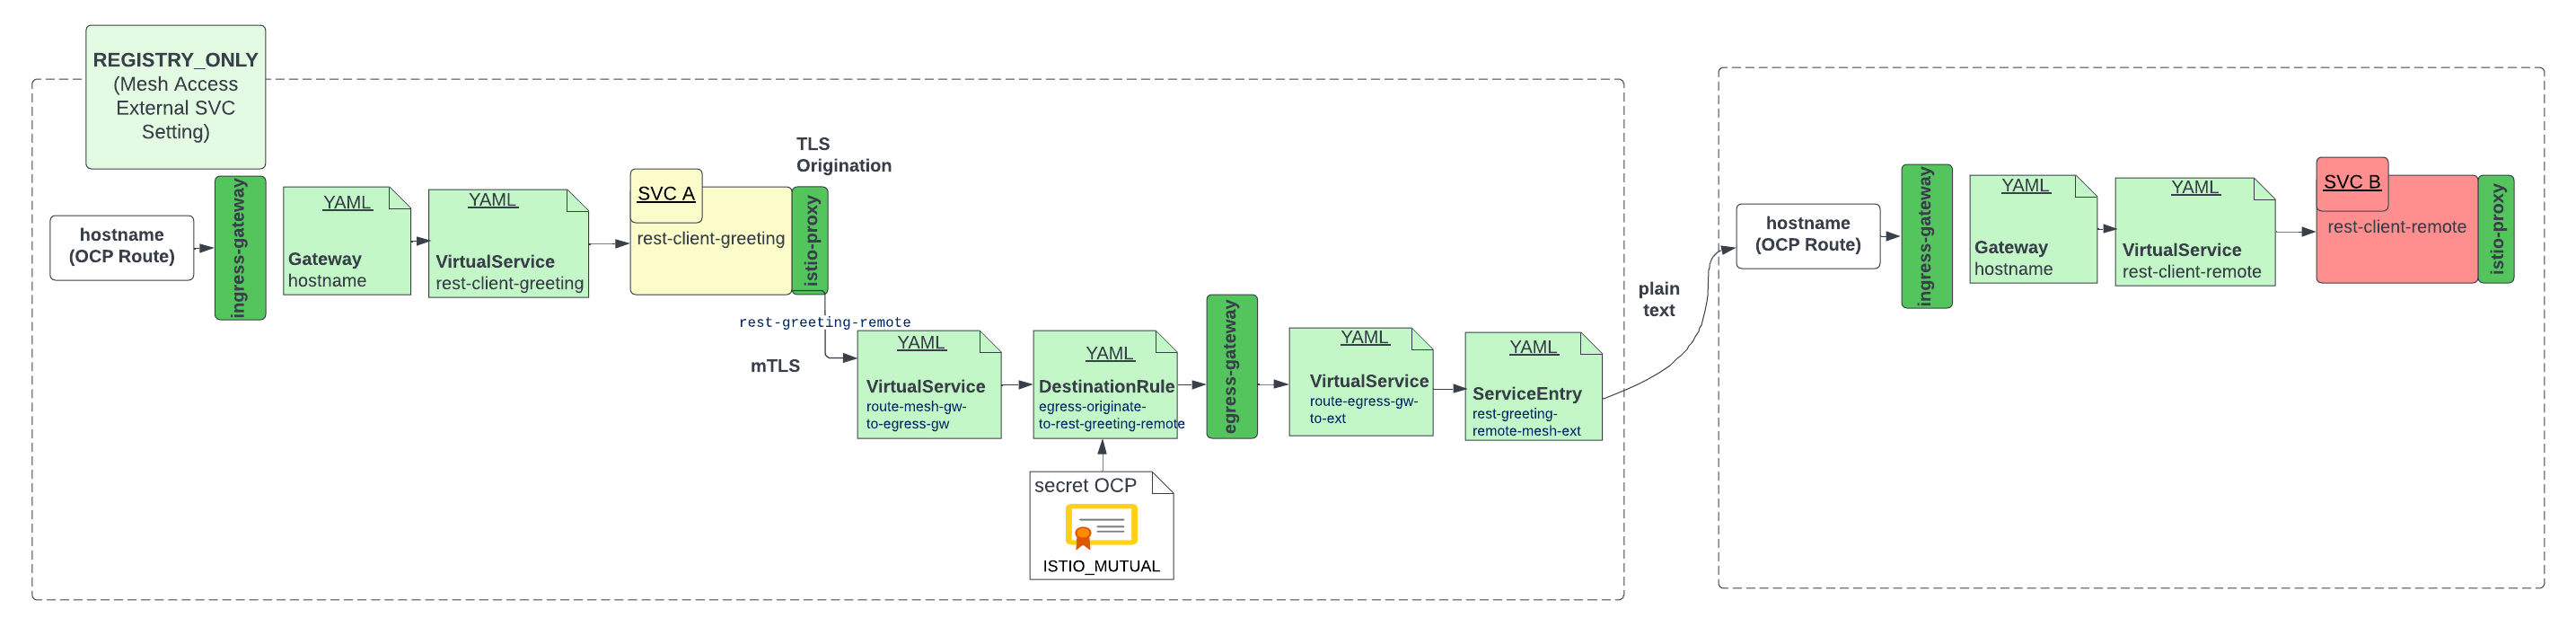 REGISTRY_ONLY
(Mesh Access
External SVC
Setting)
hostname
(OCP Route)
ingress-gateway
YAML
Gateway
hostname
YAML
VirtualService
rest-client-greeting
SVC A
rest-client-greeting
istio-proxy
TLS
Origination
rest-greeting-remote
mTLS
YAML
VirtualService
route-mesh-gw-
to-egress-gw
YAML
DestinationRule
egress-originate-
to-rest-greeting-remote
secret OCP
ISTIO_MUTUAL
egress-gateway
YAML
VirtualService
route-egress-gw-
to-ext
YAML
ServiceEntry
rest-greeting-
remote-mesh-ext
plain
text
hostname
(OCP Route)
ingress-gateway
YAML
Gateway
hostname
YAML
VirtualService
rest-client-remote
SVC B
rest-client-remote
istio-proxy